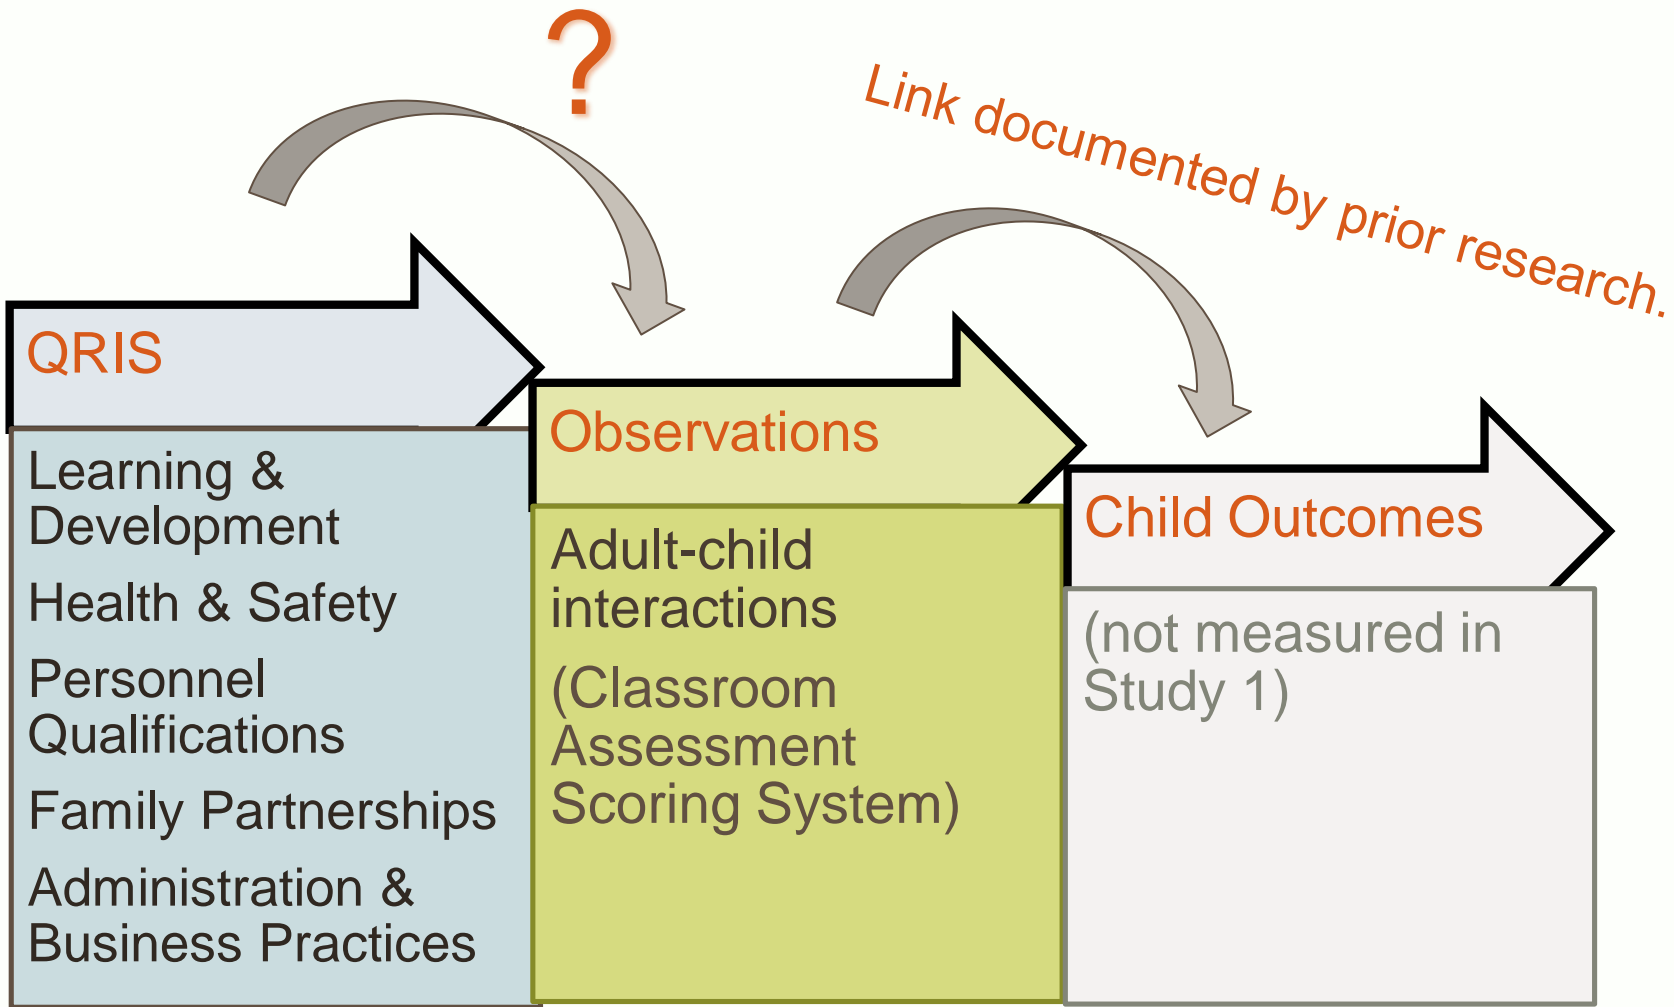 ?
Link documented by prior research.
QRIS
Learning &
Development
Health & Safety
Personnel
Qualifications
Family Partnerships
Administration &
Business Practices
Observations
Adult-child
interactions
(Classroom
Assessment
Scoring System)
Child Outcomes
(not measured in
Study 1)